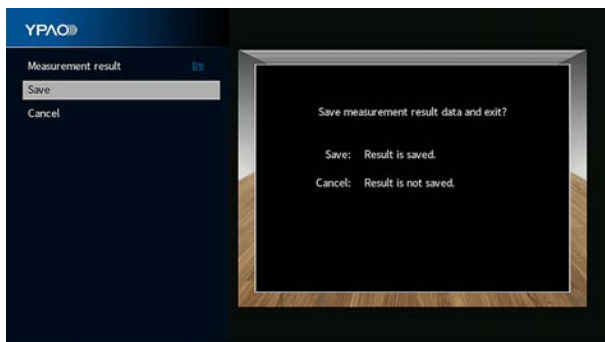 YPAO
Measurement result
Save
Cancel
Save measurement result data and exit?
Save: Result is saved.
Cancel: Result is not saved.